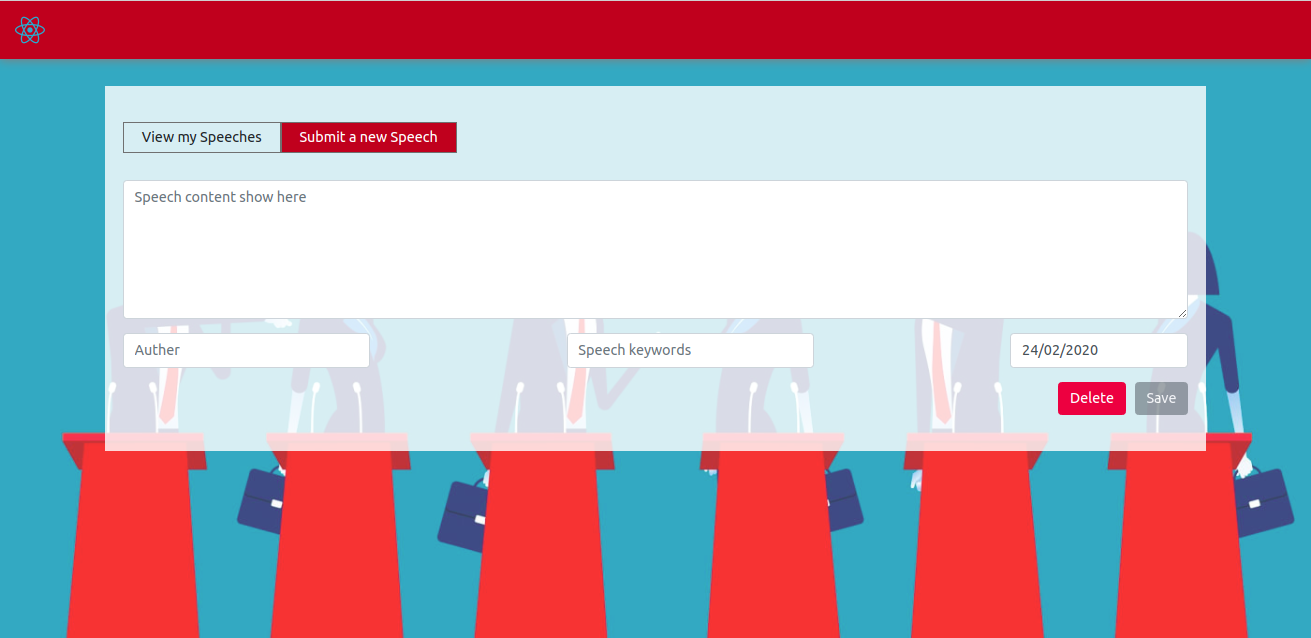 View my Speeches Submit a new Speech
Speech content show here
Auther Speech keywords 24/02/2020
Delete Save